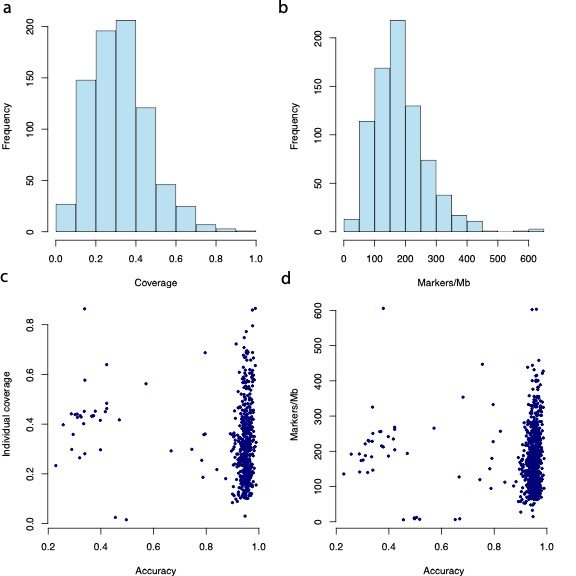 a
Frequency
200
150
100
50
0
0.0 0.2 0.4 0.6 0.8 1.0
Coverage
b
Frequency
200
150
100
50
0
0 100 200 300 400 500 600
Markers/Mb
c
Individual coverage
0.8
0.6
0.4
0.2
0.0
0.2 0.4 0.6 0.8 1.0
Accuracy
d
Markers/Mb
600
500
400
300
200
100
0
0.2 0.4 0.6 0.8 1.0
Accuracy